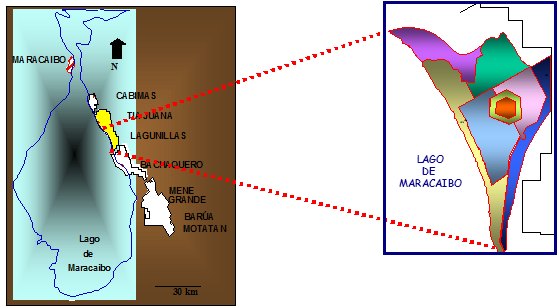 MARACAIBO
N
CABIMAS
TIA JUANA
LAGUNILLAS
BACHAQUERO
MENE
GRANDE
BARÚA
MOTATAN
Lago
de
Maracaibo
30 km
LAGO
DE
MARACAIBO